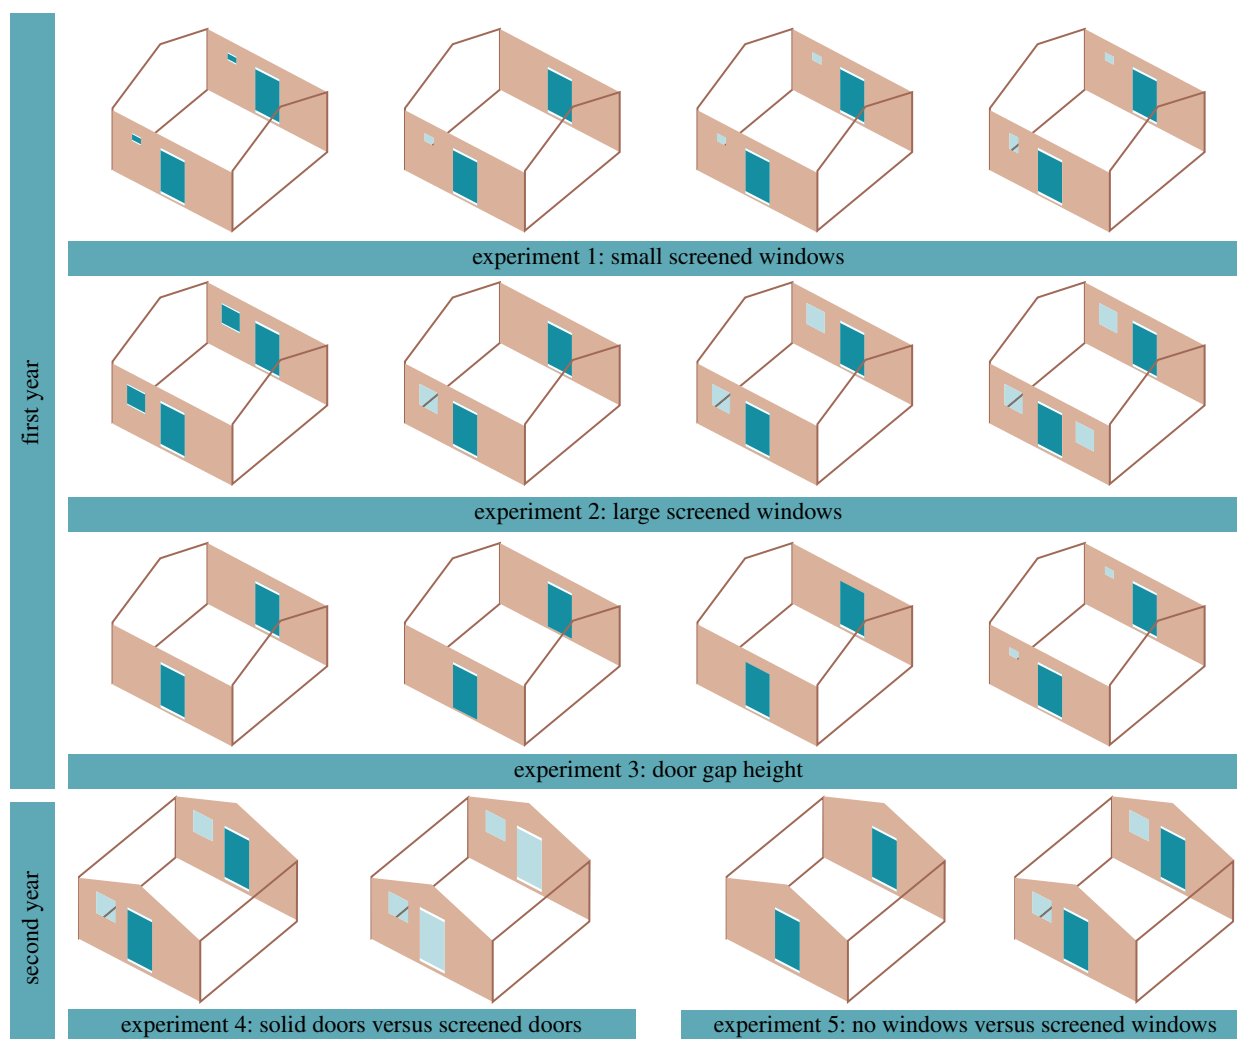 first year
experiment 1: small screened windows
experiment 2: large screened windows
experiment 3: door gap height
second year
experiment 4: solid doors versus screened doors
experiment 5: no windows versus screened windows